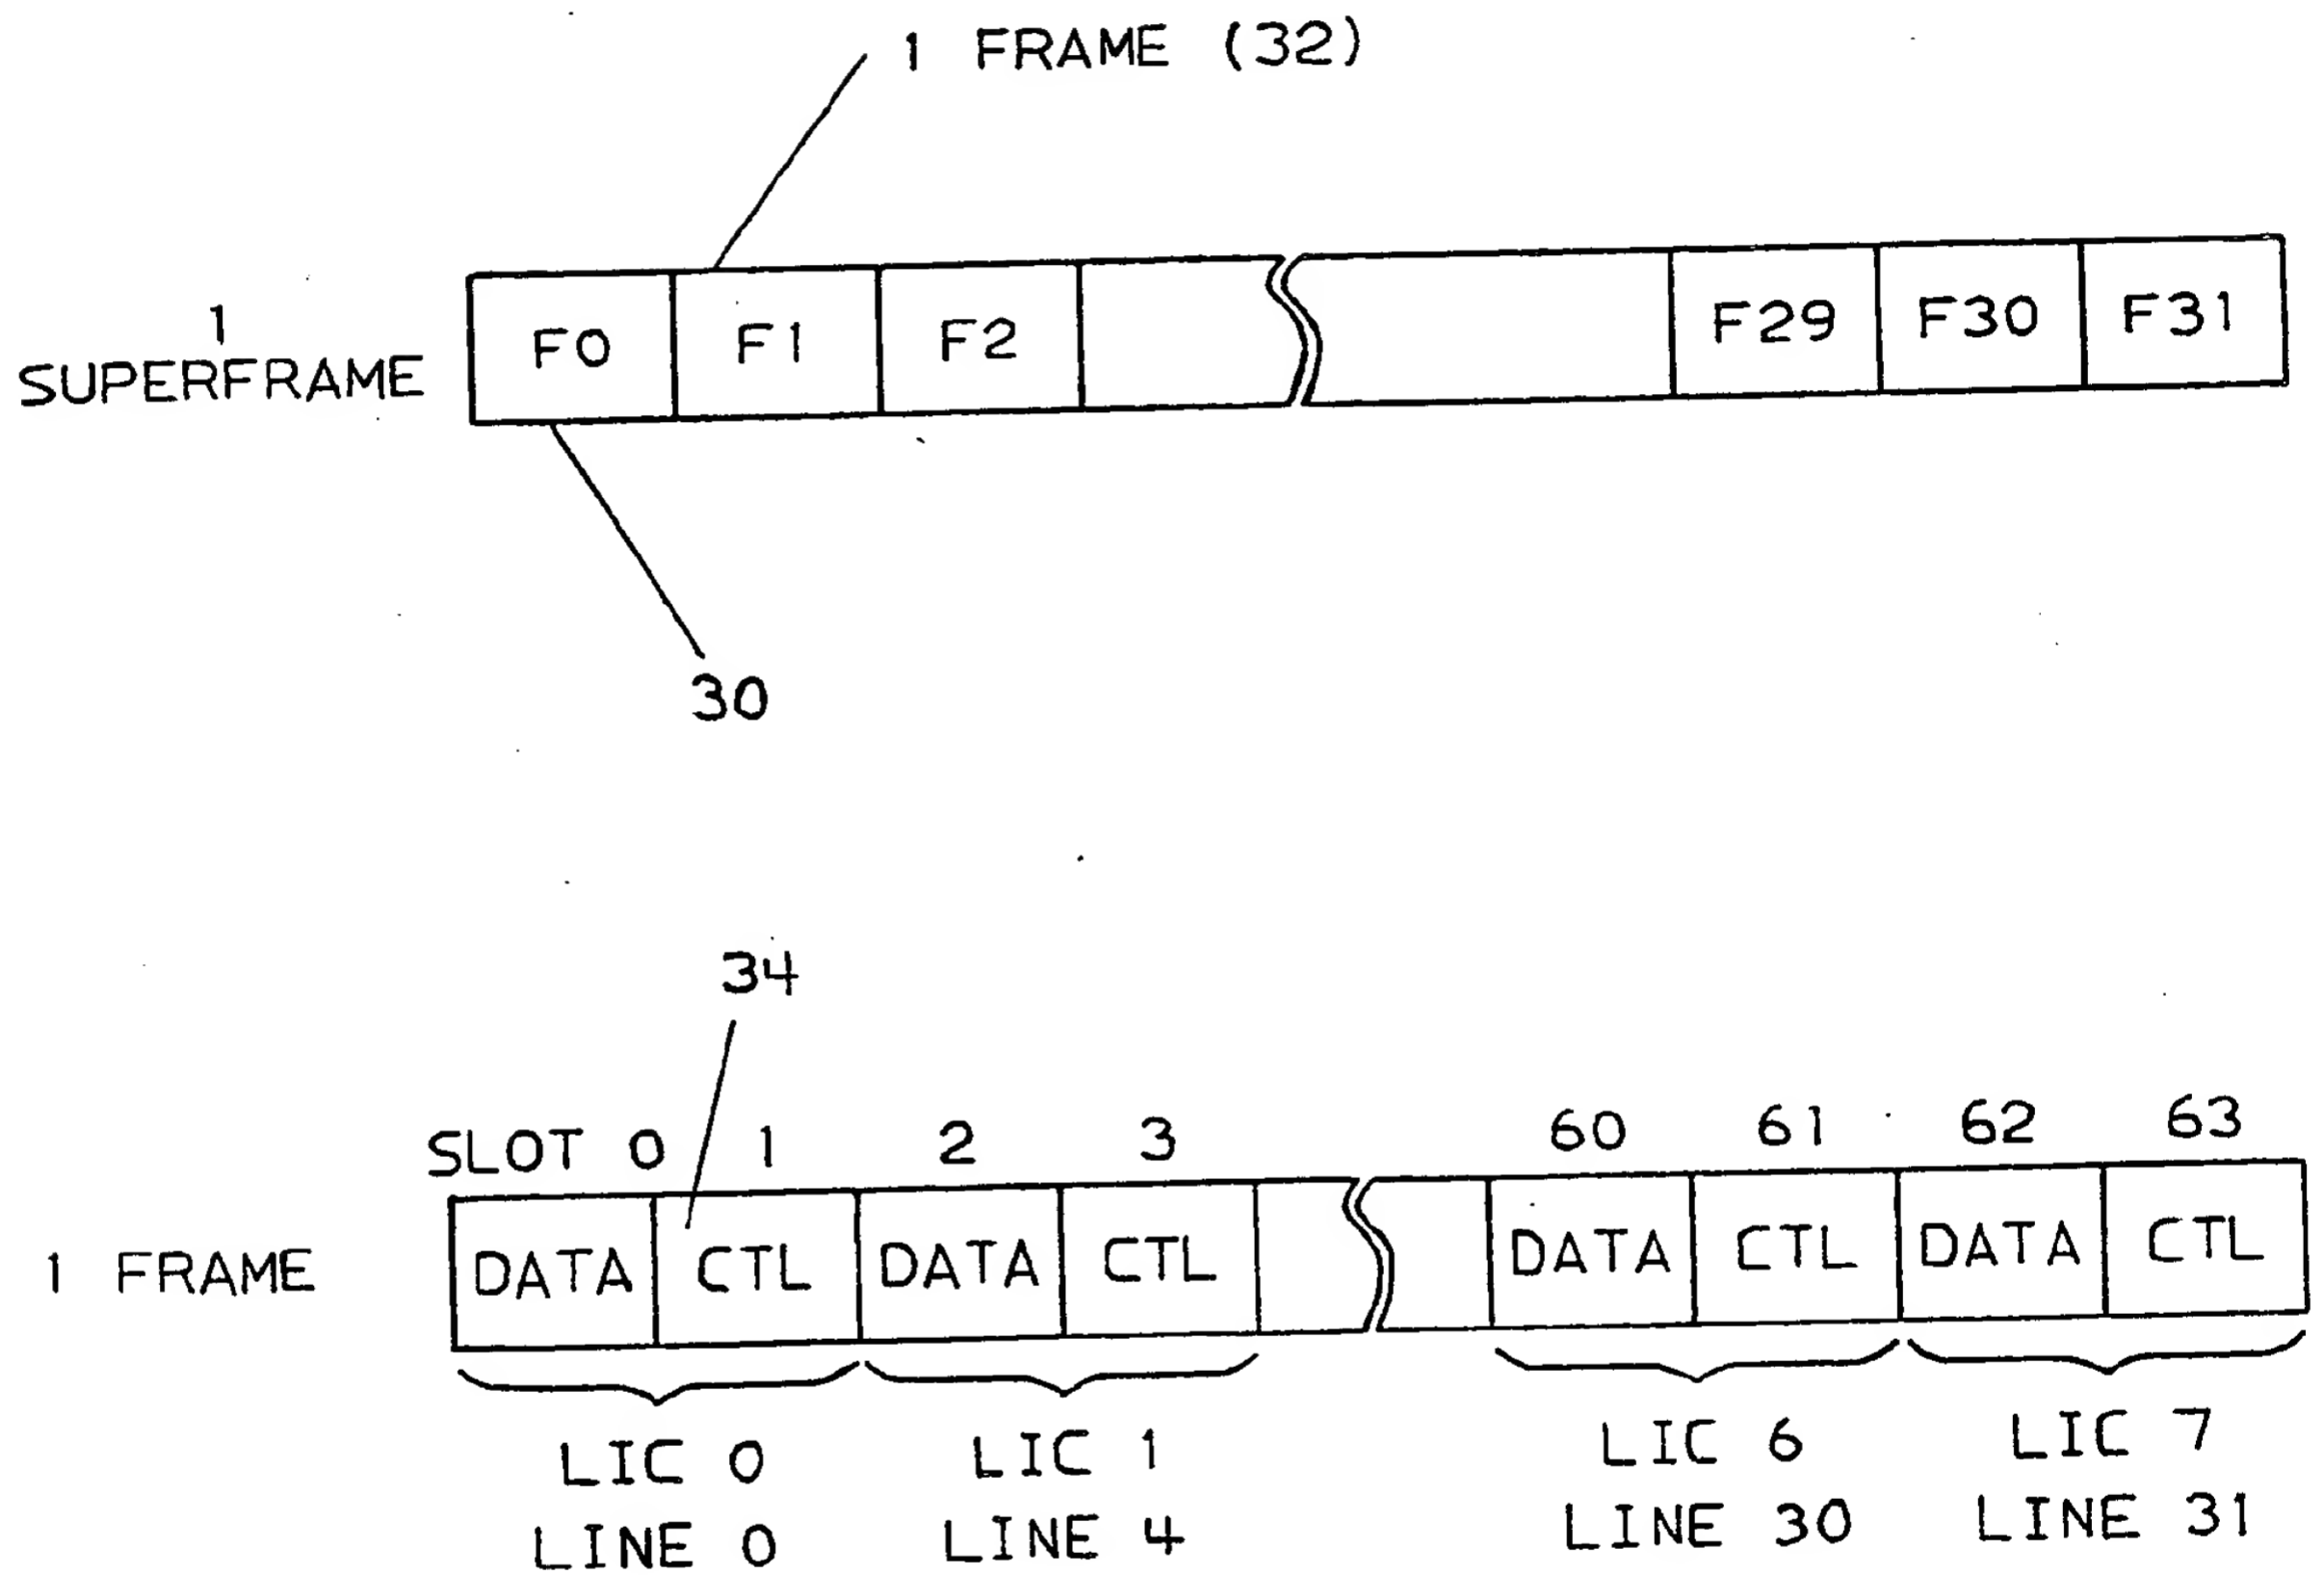 1 FRAME (32)
1
SUPERFRAME
F0 F1 F2 F29 F30 F31
30
34
SLOT 0 1 2 3 60 61 62 63
1 FRAME
DATA CTL DATA CTL DATA CTL DATA CTL
LIC 0 LIC 1 LIC 6 LIC 7
LINE 0 LINE 4 LINE 30 LINE 31